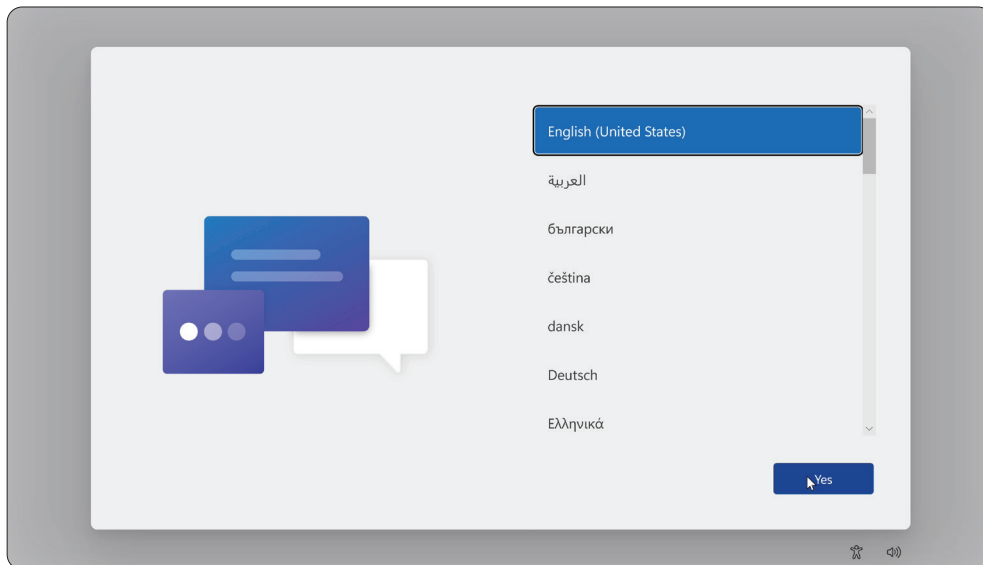 English (United States)
العربية
български
čeština
dansk
Deutsch
Ελληνικά
Yes